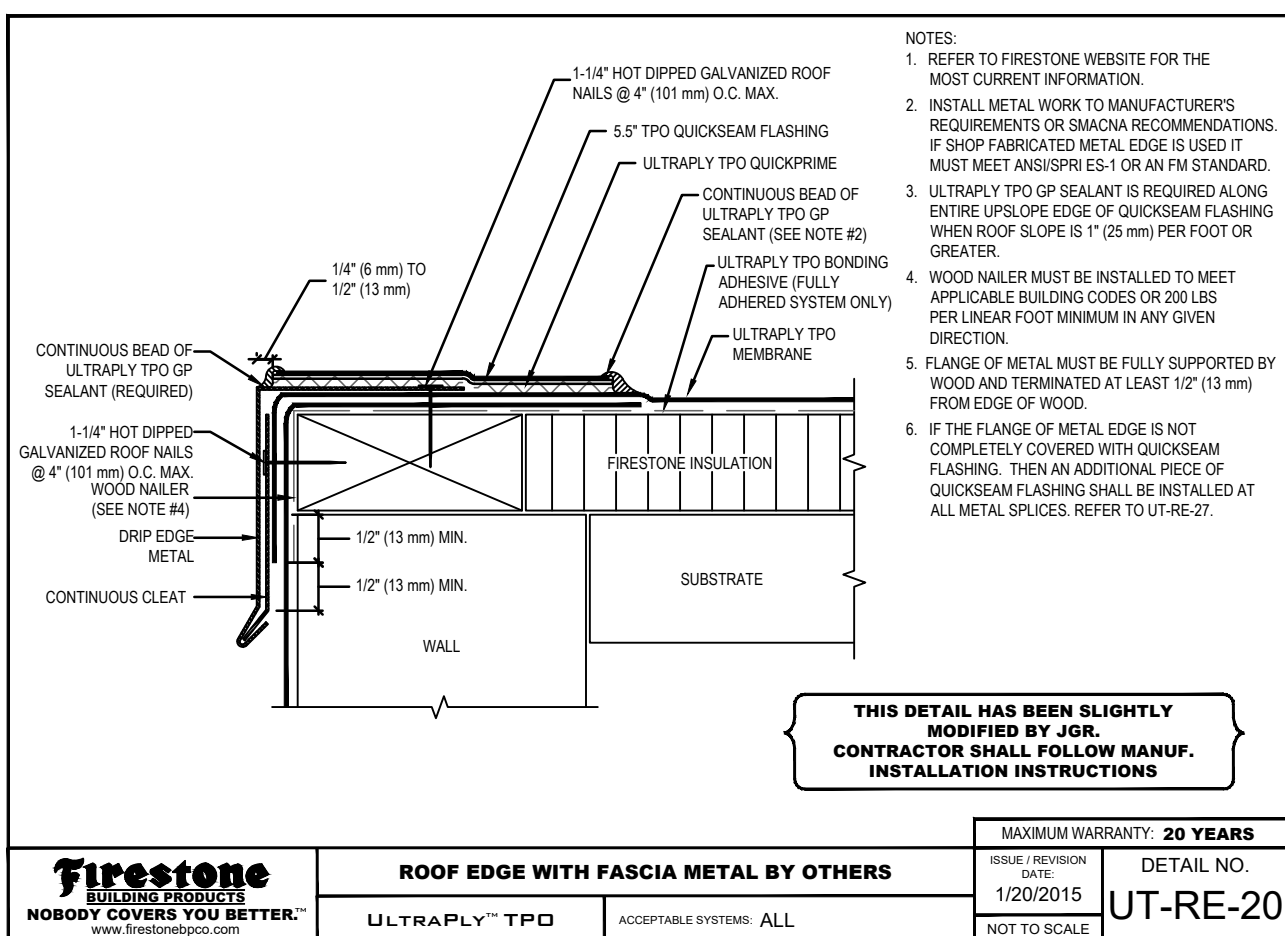 1-1/4" HOT DIPPED GALVANIZED ROOF
NAILS @ 4" (101 mm) O.C. MAX.
5.5" TPO QUICKSEAM FLASHING
ULTRAPLY TPO QUICKPRIME
CONTINUOUS BEAD OF
ULTRAPLY TPO GP
SEALANT (SEE NOTE #2)
ULTRAPLY TPO BONDING
ADHESIVE (FULLY
ADHERED SYSTEM ONLY)
ULTRAPLY TPO
MEMBRANE
1/4" (6 mm) TO
1/2" (13 mm)
CONTINUOUS BEAD OF
ULTRAPLY TPO GP
SEALANT (REQUIRED)
1-1/4" HOT DIPPED
GALVANIZED ROOF NAILS
@ 4" (101 mm) O.C. MAX.
WOOD NAILER
(SEE NOTE #4)
DRIP EDGE
METAL
CONTINUOUS CLEAT
FIRESTONE INSULATION
1/2" (13 mm) MIN.
1/2" (13 mm) MIN.
SUBSTRATE
WALL
NOTES:
1. REFER TO FIRESTONE WEBSITE FOR THE
MOST CURRENT INFORMATION.
2. INSTALL METAL WORK TO MANUFACTURER'S
REQUIREMENTS OR SMACNA RECOMMENDATIONS.
IF SHOP FABRICATED METAL EDGE IS USED IT
MUST MEET ANSI/SPRI ES-1 OR AN FM STANDARD.
3. ULTRAPLY TPO GP SEALANT IS REQUIRED ALONG
ENTIRE UPSLOPE EDGE OF QUICKSEAM FLASHING
WHEN ROOF SLOPE IS 1" (25 mm) PER FOOT OR
GREATER.
4. WOOD NAILER MUST BE INSTALLED TO MEET
APPLICABLE BUILDING CODES OR 200 LBS
PER LINEAR FOOT MINIMUM IN ANY GIVEN
DIRECTION.
5. FLANGE OF METAL MUST BE FULLY SUPPORTED BY
WOOD AND TERMINATED AT LEAST 1/2" (13 mm)
FROM EDGE OF WOOD.
6. IF THE FLANGE OF METAL EDGE IS NOT
COMPLETELY COVERED WITH QUICKSEAM
FLASHING. THEN AN ADDITIONAL PIECE OF
QUICKSEAM FLASHING SHALL BE INSTALLED AT
ALL METAL SPLICES. REFER TO UT-RE-27.
THIS DETAIL HAS BEEN SLIGHTLY
MODIFIED BY JGR.
CONTRACTOR SHALL FOLLOW MANUF.
INSTALLATION INSTRUCTIONS
MAXIMUM WARRANTY: 20 YEARS
Firestone
BUILDING PRODUCTS
NOBODY COVERS YOU BETTER.™
www.firestonebpco.com
ROOF EDGE WITH FASCIA METAL BY OTHERS
ULTRAPLY™ TPO
ACCEPTABLE SYSTEMS: ALL
ISSUE / REVISION
DATE:
1/20/2015
NOT TO SCALE
DETAIL NO.
UT-RE-20